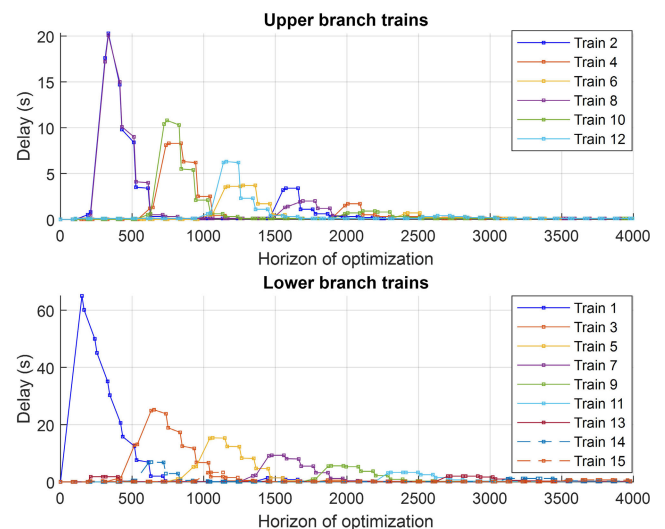 Upper branch trains
20
15
10
5
0
Delay (s)
Train 2
Train 4
Train 6
Train 8
Train 10
Train 12
0 500 1000 1500 2000 2500 3000 3500 4000
Horizon of optimization
Lower branch trains
60
40
20
0
Delay (s)
Train 1
Train 3
Train 5
Train 7
Train 9
Train 11
Train 13
Train 14
Train 15
0 500 1000 1500 2000 2500 3000 3500 4000
Horizon of optimization